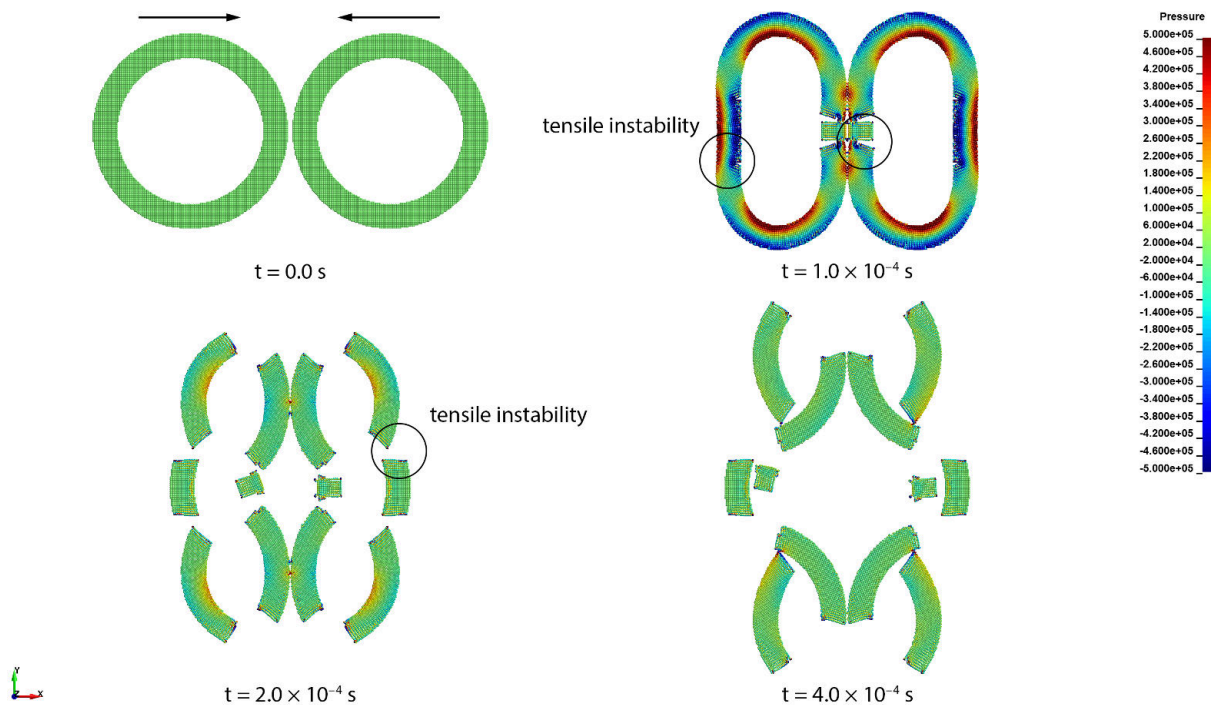 Pressure
5.000e+05
4.600e+05
4.200e+05
3.800e+05
3.400e+05
3.000e+05
2.600e+05
2.200e+05
1.800e+05
1.400e+05
1.000e+05
6.000e+04
2.000e+04
-2.000e+04
-6.000e+04
-1.000e+05
-1.400e+05
-1.800e+05
-2.200e+05
-2.600e+05
-3.000e+05
-3.400e+05
-3.800e+05
-4.200e+05
-4.600e+05
-5.000e+05
tensile instability
t = 0.0 s
t = 1.0 × 10⁻⁴ s
tensile instability
t = 2.0 × 10⁻⁴ s
t = 4.0 × 10⁻⁴ s
Y
Z
X